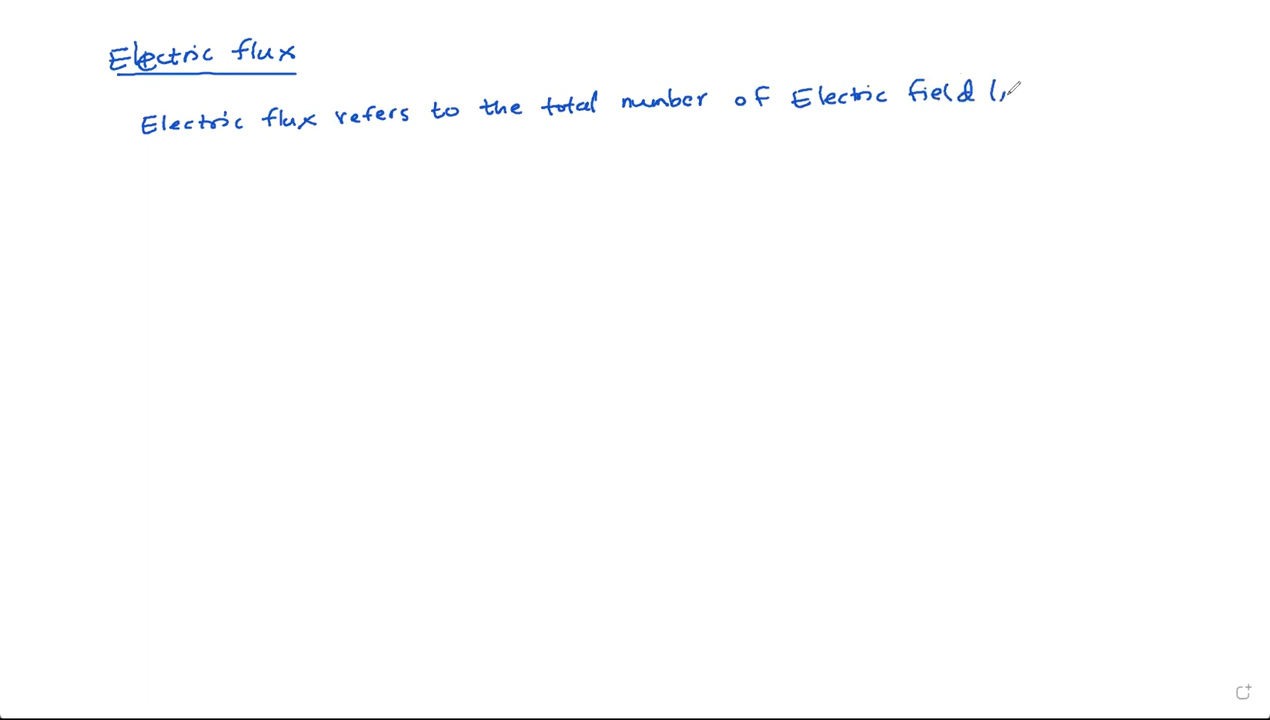 Electric flux
Electric flux refers to the total number of Electric field